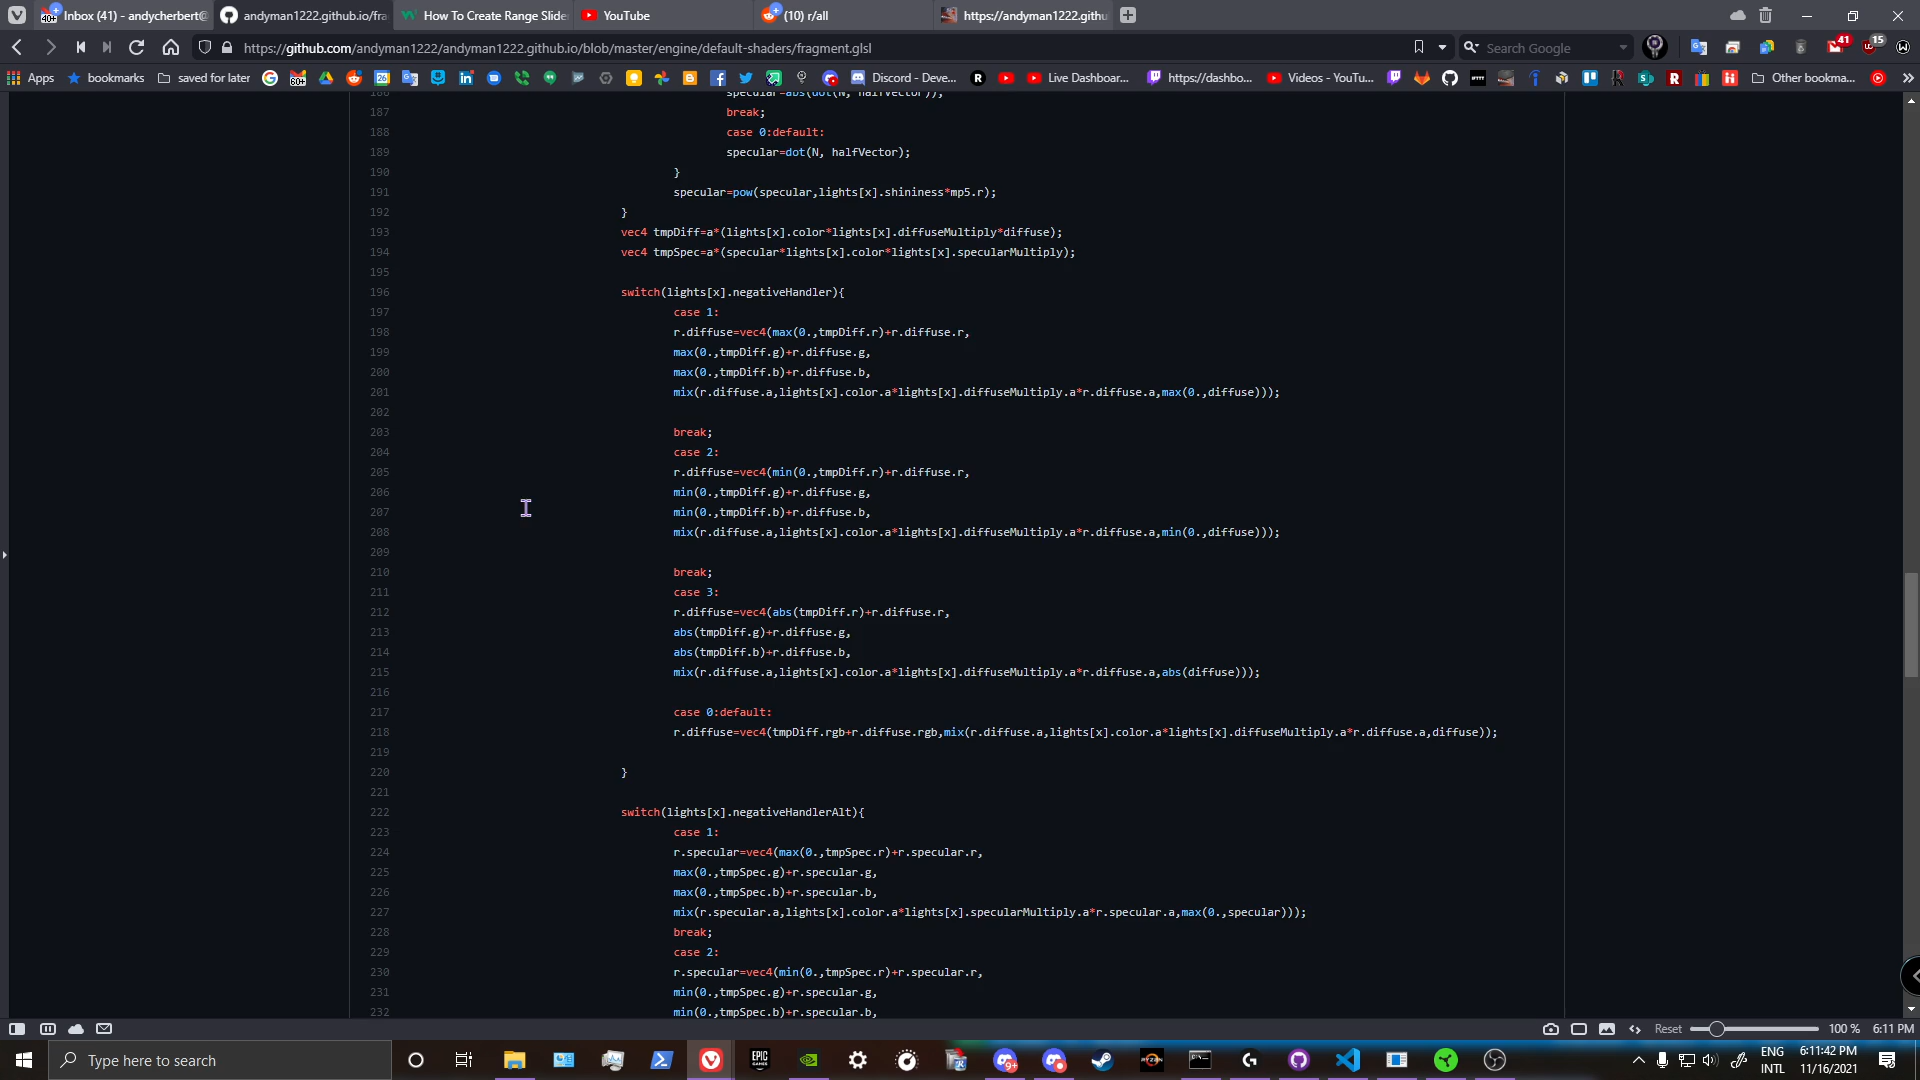 Inbox (41) - andycherbert@
andyman1222.github.io/fra
How To Create Range Slide
YouTube
(10) r/all
https://andyman1222.githu
https://github.com/andyman1222/andyman1222.github.io/blob/master/engine/default-shaders/fragment.glsl
Search Google
41
15
Apps
bookmarks
saved for later
Discord - Deve...
Live Dashboar...
https://dashbo...
Videos - YouTu...
Other bookma...
186 specular=abs(dot(N, halfVector));
187 break;
188 case 0:default:
189 specular=dot(N, halfVector);
190 }
191 specular=pow(specular,lights[x].shininess*mp5.r);
192 }
193 vec4 tmpDiff=a*(lights[x].color*lights[x].diffuseMultiply*diffuse);
194 vec4 tmpSpec=a*(specular*lights[x].color*lights[x].specularMultiply);
195
196 switch(lights[x].negativeHandler){
197 case 1:
198 r.diffuse=vec4(max(0.,tmpDiff.r)+r.diffuse.r,
199 max(0.,tmpDiff.g)+r.diffuse.g,
200 max(0.,tmpDiff.b)+r.diffuse.b,
201 mix(r.diffuse.a,lights[x].color.a*lights[x].diffuseMultiply.a*r.diffuse.a,max(0.,diffuse)));
202
203 break;
204 case 2:
205 r.diffuse=vec4(min(0.,tmpDiff.r)+r.diffuse.r,
206 min(0.,tmpDiff.g)+r.diffuse.g,
207 min(0.,tmpDiff.b)+r.diffuse.b,
208 mix(r.diffuse.a,lights[x].color.a*lights[x].diffuseMultiply.a*r.diffuse.a,min(0.,diffuse)));
209
210 break;
211 case 3:
212 r.diffuse=vec4(abs(tmpDiff.r)+r.diffuse.r,
213 abs(tmpDiff.g)+r.diffuse.g,
214 abs(tmpDiff.b)+r.diffuse.b,
215 mix(r.diffuse.a,lights[x].color.a*lights[x].diffuseMultiply.a*r.diffuse.a,abs(diffuse)));
216
217 case 0:default:
218 r.diffuse=vec4(tmpDiff.rgb+r.diffuse.rgb,mix(r.diffuse.a,lights[x].color.a*lights[x].diffuseMultiply.a*r.diffuse.a,diffuse));
219
220 }
221
222 switch(lights[x].negativeHandlerAlt){
223 case 1:
224 r.specular=vec4(max(0.,tmpSpec.r)+r.specular.r,
225 max(0.,tmpSpec.g)+r.specular.g,
226 max(0.,tmpSpec.b)+r.specular.b,
227 mix(r.specular.a,lights[x].color.a*lights[x].specularMultiply.a*r.specular.a,max(0.,specular)));
228 break;
229 case 2:
230 r.specular=vec4(min(0.,tmpSpec.r)+r.specular.r,
231 min(0.,tmpSpec.g)+r.specular.g,
232 min(0.,tmpSpec.b)+r.specular.b,
Reset
100 %
6:11 PM
Type here to search
ENG
INTL
6:11:42 PM
11/16/2021